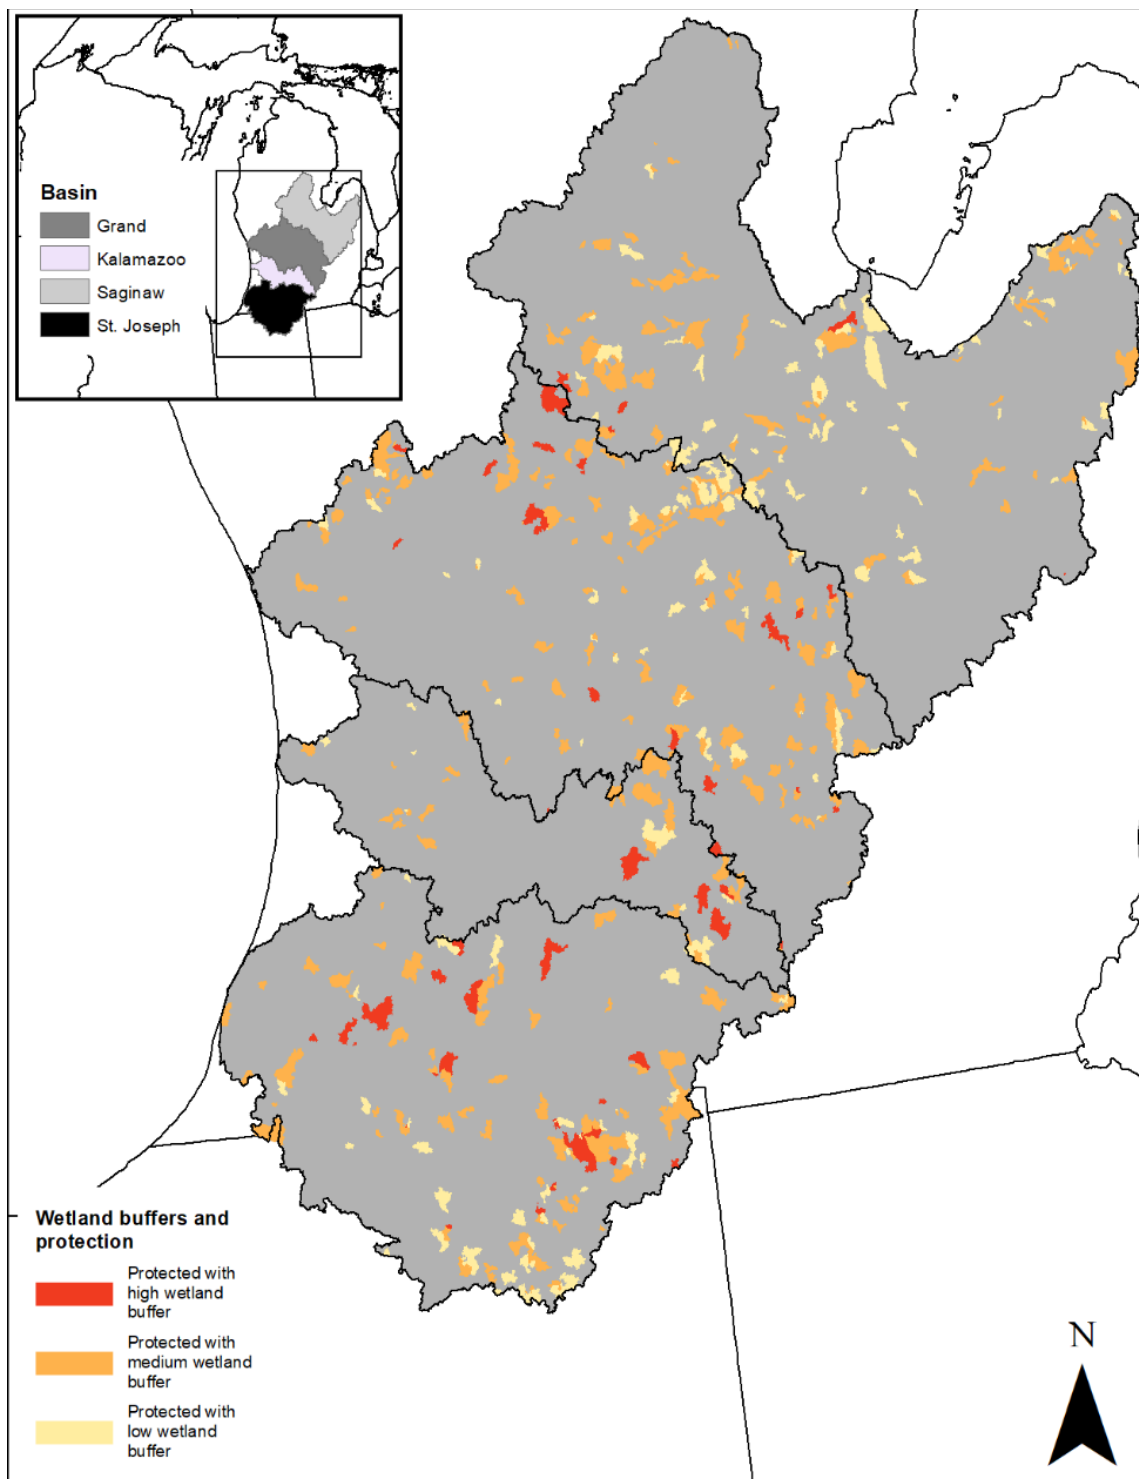 Basin
Grand
Kalamazoo
Saginaw
St. Joseph
Wetland buffers and
protection
Protected with
high wetland
buffer
Protected with
medium wetland
buffer
Protected with
low wetland
buffer
N